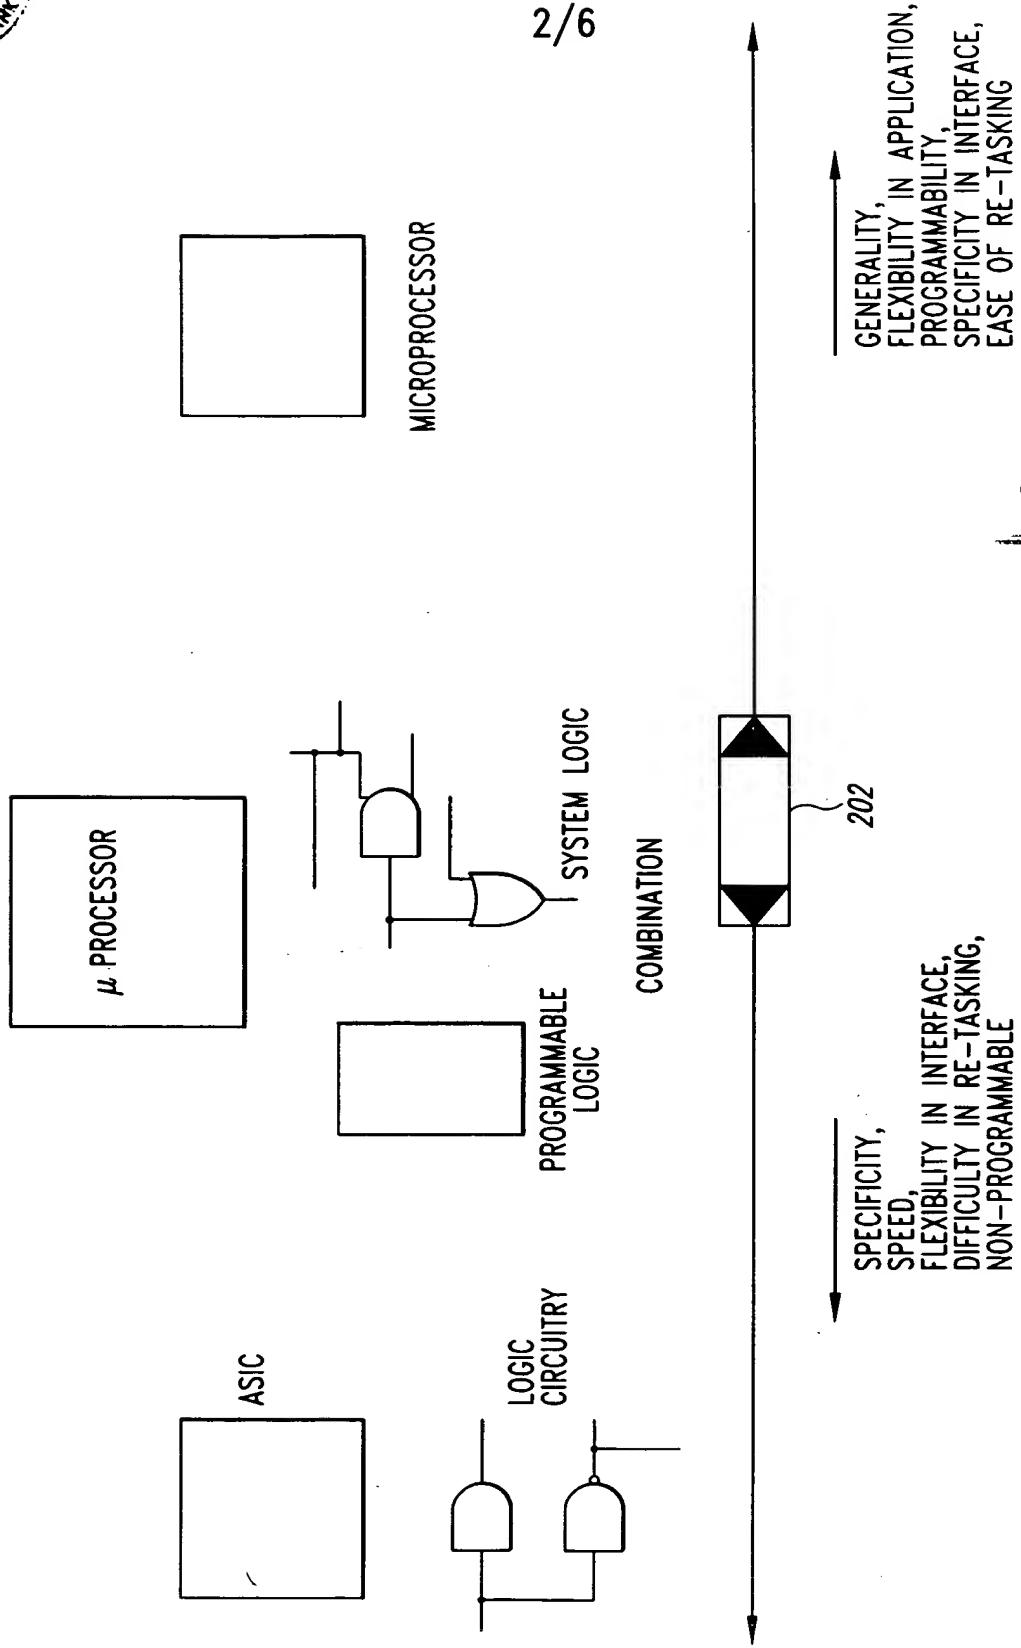 2/6
ASIC
LOGIC
CIRCUITRY
μ PROCESSOR
PROGRAMMABLE
LOGIC
SYSTEM LOGIC
COMBINATION
MICROPROCESSOR
202
SPECIFICITY,
SPEED,
FLEXIBILITY IN INTERFACE,
DIFFICULTY IN RE-TASKING,
NON-PROGRAMMABLE
GENERALITY,
FLEXIBILITY IN APPLICATION,
PROGRAMMABILITY,
SPECIFICITY IN INTERFACE,
EASE OF RE-TASKING